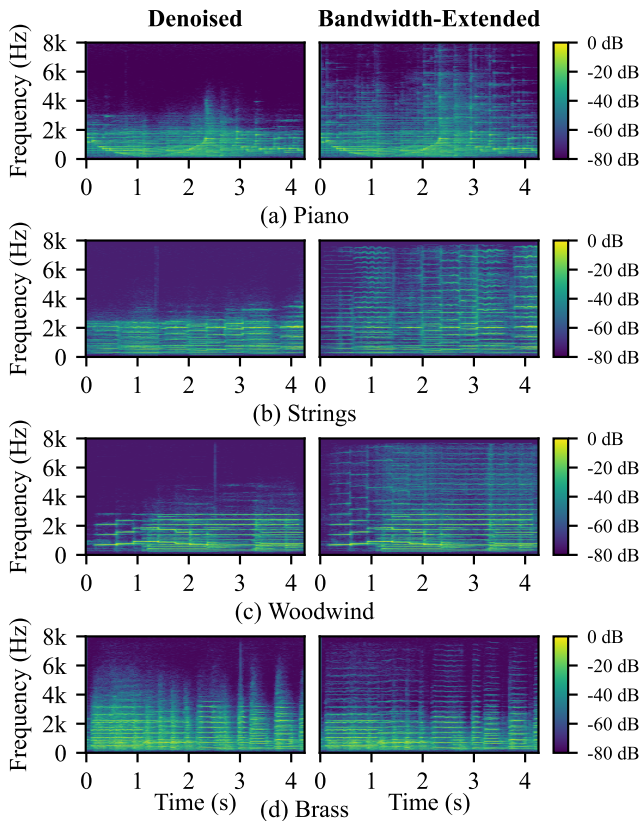 Denoised Bandwidth-Extended
Frequency (Hz)
8k
6k
4k
2k
0
0 1 2 3 4
0 1 2 3 4
0 dB
-20 dB
-40 dB
-60 dB
-80 dB
(a) Piano
Frequency (Hz)
8k
6k
4k
2k
0
0 1 2 3 4
0 1 2 3 4
0 dB
-20 dB
-40 dB
-60 dB
-80 dB
(b) Strings
Frequency (Hz)
8k
6k
4k
2k
0
0 1 2 3 4
0 1 2 3 4
0 dB
-20 dB
-40 dB
-60 dB
-80 dB
(c) Woodwind
Frequency (Hz)
8k
6k
4k
2k
0
0 1 2 3 4
0 1 2 3 4
0 dB
-20 dB
-40 dB
-60 dB
-80 dB
Time (s) Time (s)
(d) Brass